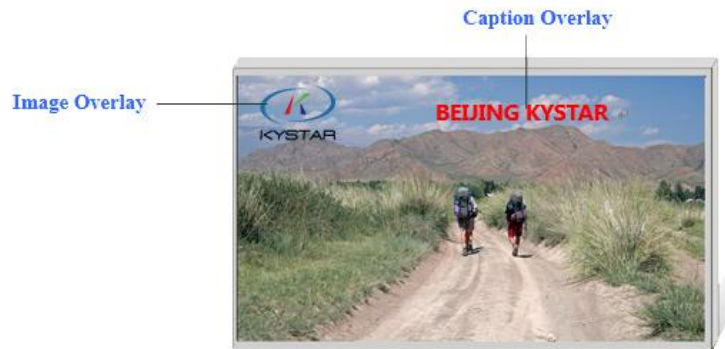 Caption Overlay
Image Overlay
BEIJING KYSTAR
KYSTAR